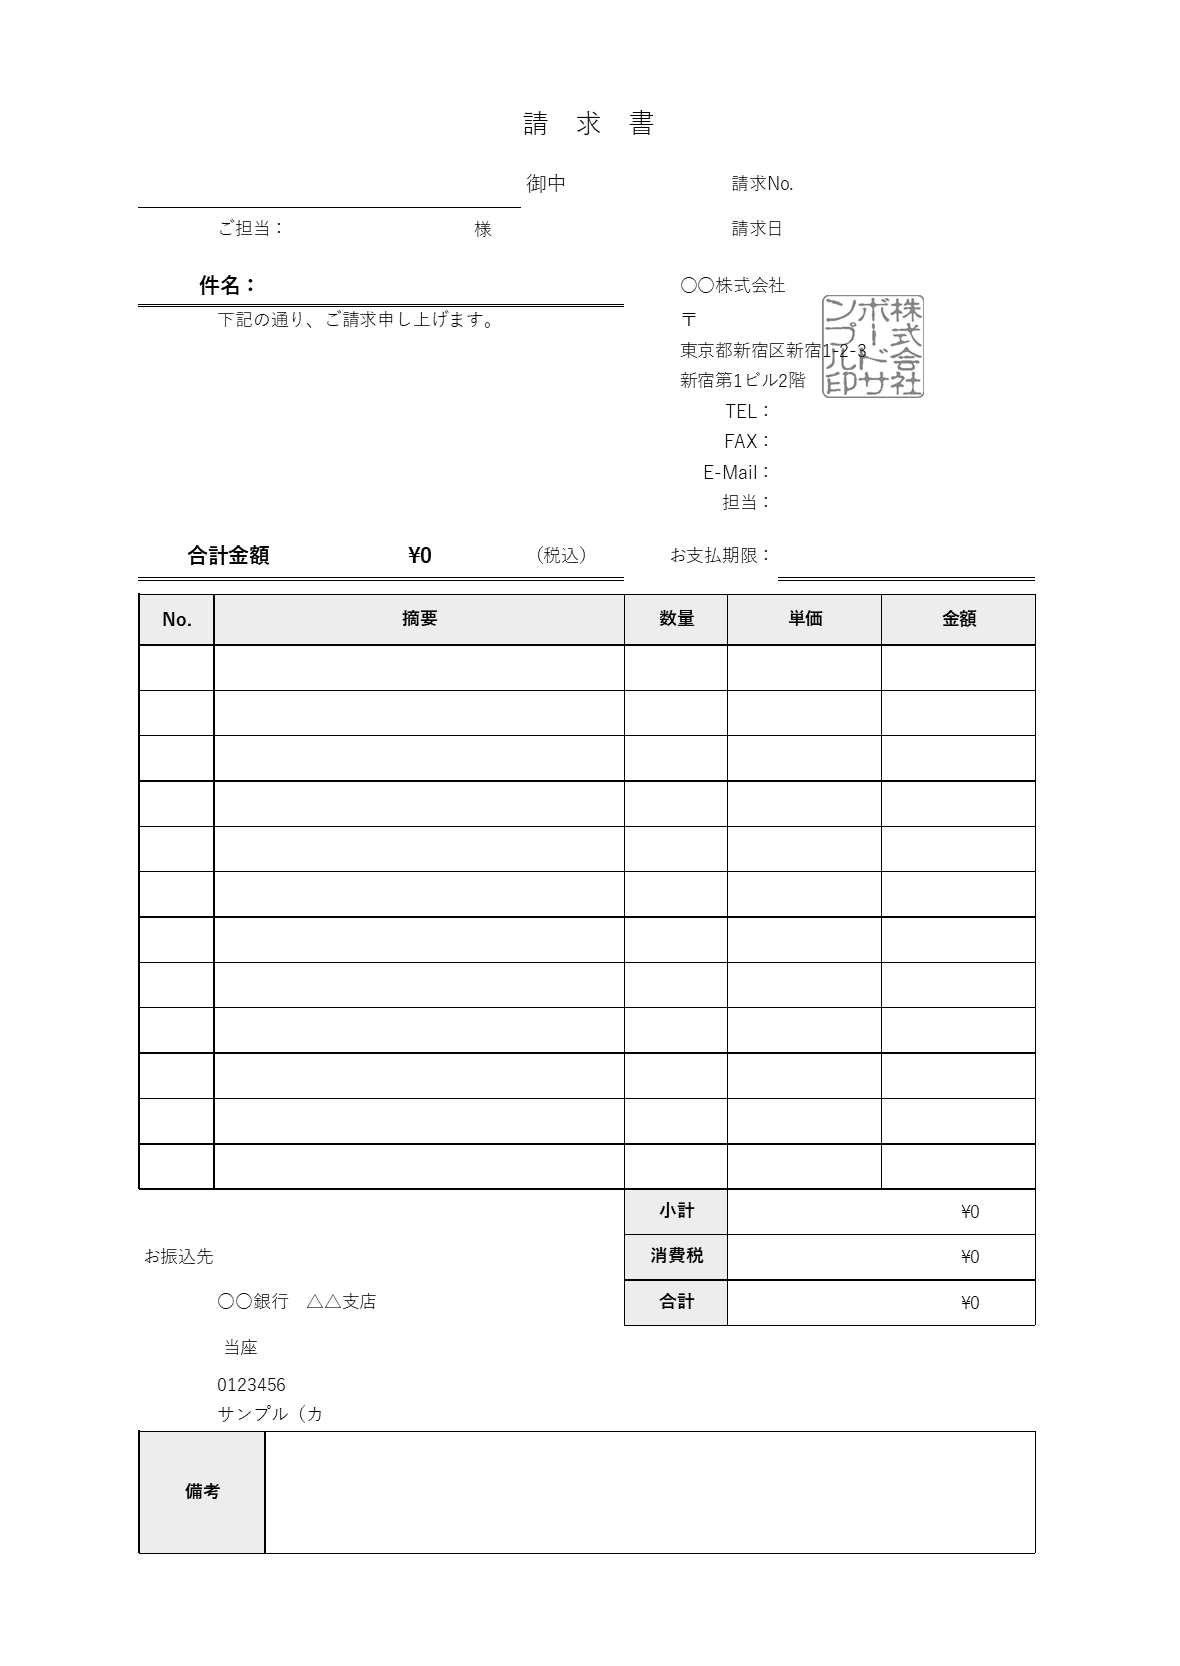 請　求　書
御中
請求No.
ご担当：　様
請求日
件名：
下記の通り、ご請求申し上げます。
〇〇株式会社
〒
東京都新宿区新宿1-2-3
新宿第1ビル2階
株式会社
ボードサ
ンプル印
TEL：
FAX：
E-Mail：
担当：
合計金額　¥0　（税込）
お支払期限：
No.　摘要　数量　単価　金額
小計　¥0
消費税　¥0
合計　¥0
お振込先
〇〇銀行　△△支店
当座
0123456
サンプル（カ
備考